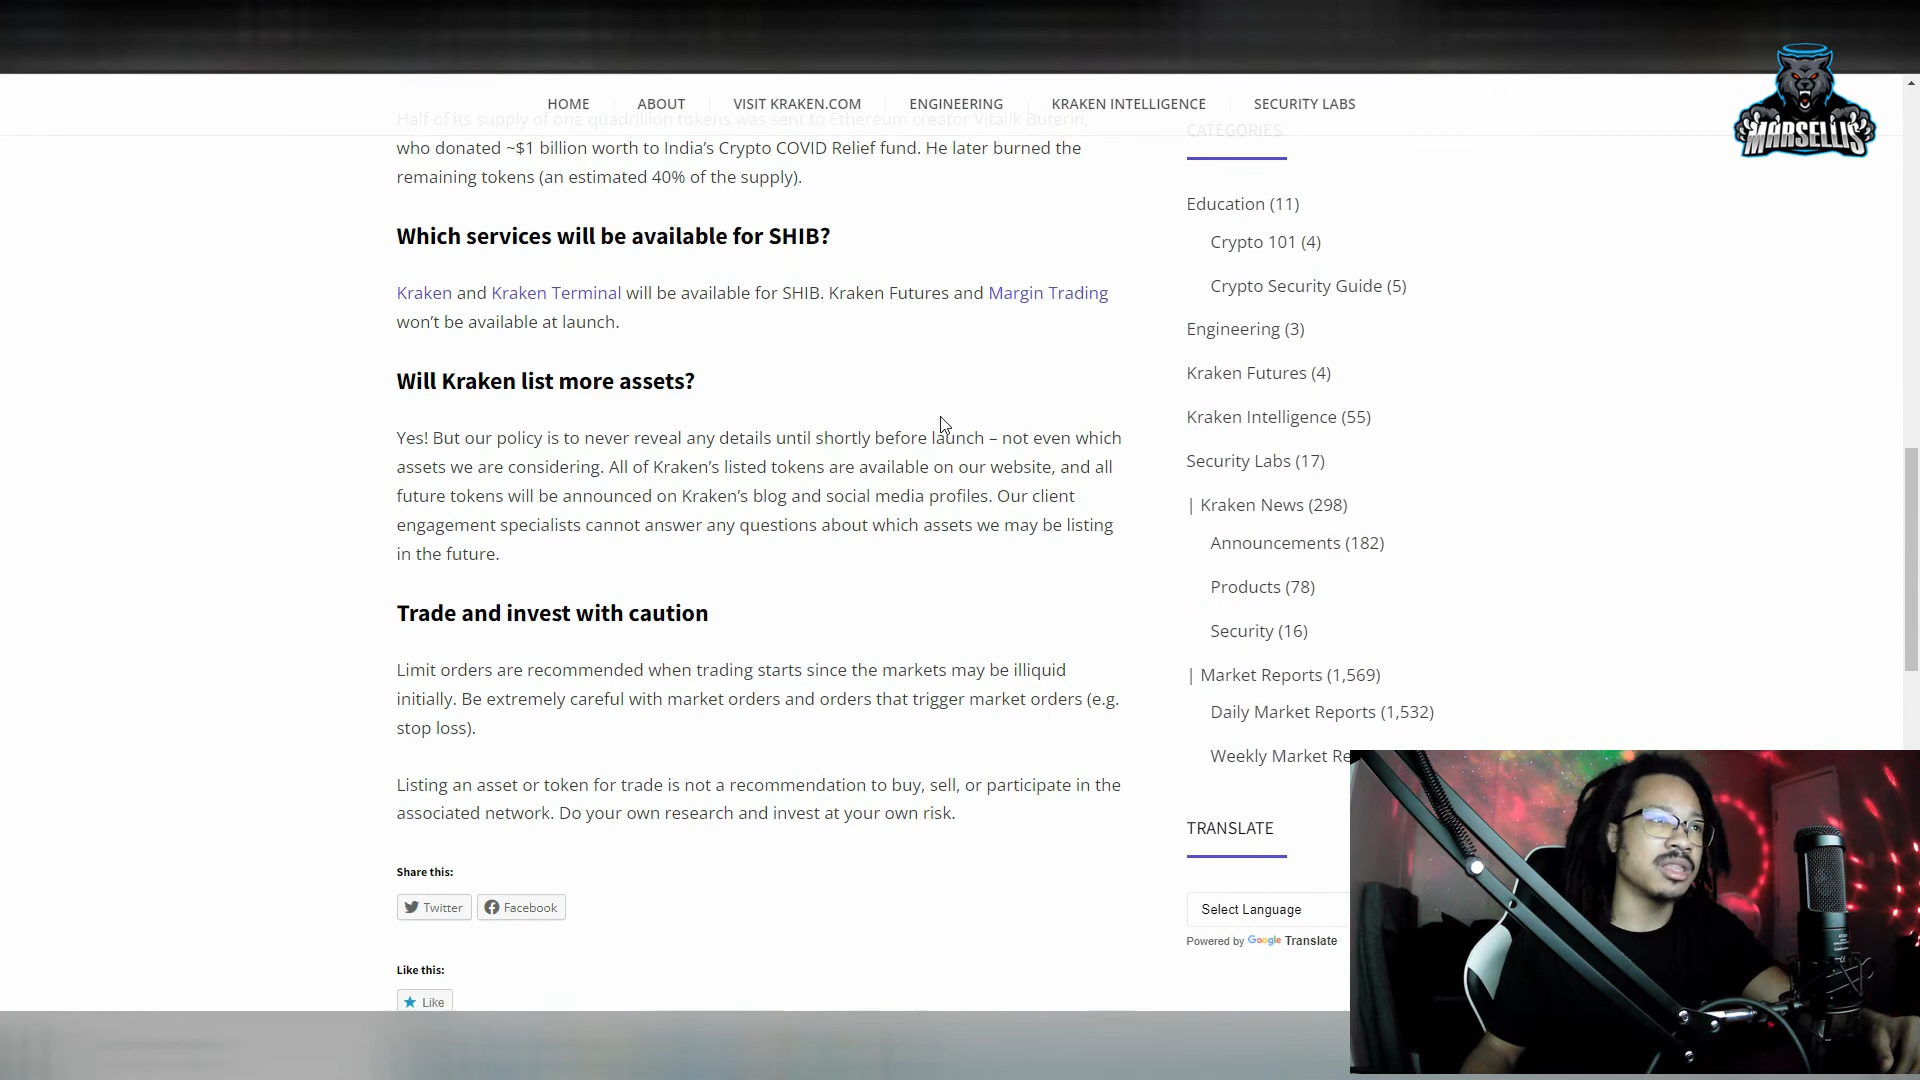 MARSELLIS
HOME
ABOUT
VISIT KRAKEN.COM
ENGINEERING
KRAKEN INTELLIGENCE
SECURITY LABS
Half of its supply of one quadrillion tokens was sent to Ethereum creator Vitalik Buterin,
who donated ~$1 billion worth to India’s Crypto COVID Relief fund. He later burned the
remaining tokens (an estimated 40% of the supply).
Which services will be available for SHIB?
Kraken and Kraken Terminal will be available for SHIB. Kraken Futures and Margin Trading
won’t be available at launch.
Will Kraken list more assets?
Yes! But our policy is to never reveal any details until shortly before launch – not even which
assets we are considering. All of Kraken’s listed tokens are available on our website, and all
future tokens will be announced on Kraken’s blog and social media profiles. Our client
engagement specialists cannot answer any questions about which assets we may be listing
in the future.
Trade and invest with caution
Limit orders are recommended when trading starts since the markets may be illiquid
initially. Be extremely careful with market orders and orders that trigger market orders (e.g.
stop loss).
Listing an asset or token for trade is not a recommendation to buy, sell, or participate in the
associated network. Do your own research and invest at your own risk.
Share this:
Twitter
Facebook
Like this:
Like
CATEGORIES
Education (11)
Crypto 101 (4)
Crypto Security Guide (5)
Engineering (3)
Kraken Futures (4)
Kraken Intelligence (55)
Security Labs (17)
| Kraken News (298)
Announcements (182)
Products (78)
Security (16)
| Market Reports (1,569)
Daily Market Reports (1,532)
Weekly Market Re
TRANSLATE
Select Language
Powered by Google Translate